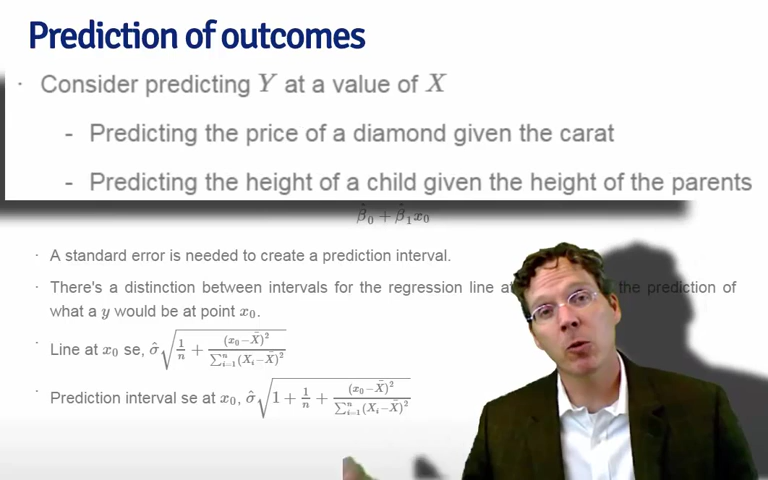 Prediction of outcomes
· Consider predicting Y at a value of X
- Predicting the price of a diamond given the carat
- Predicting the height of a child given the height of the parents
β̂₀ + β̂₁x₀
· A standard error is needed to create a prediction interval.
· There's a distinction between intervals for the regression line at the prediction of
what a y would be at point x₀.
· Line at x₀ se, σ̂√(1/n + (x₀−X̄)²/∑ⁿᵢ₌₁(Xᵢ−X̄)²)
· Prediction interval se at x₀, σ̂√(1 + 1/n + (x₀−X̄)²/∑ⁿᵢ₌₁(Xᵢ−X̄)²)